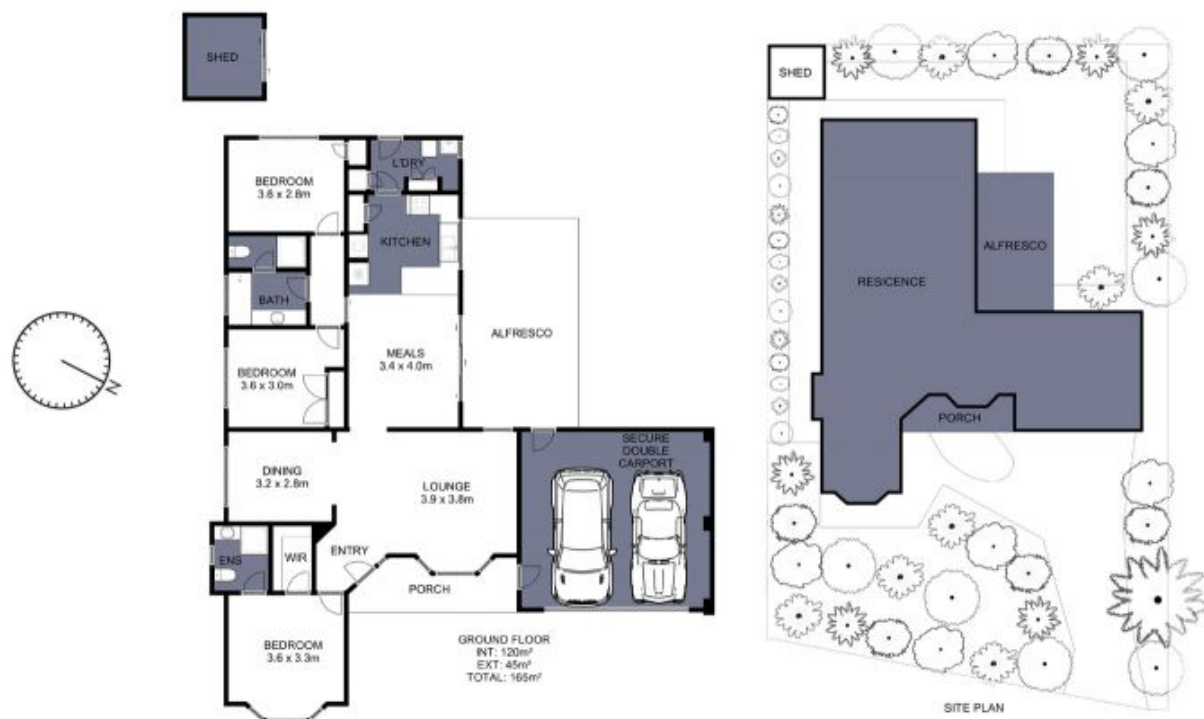 SHED
BEDROOM
3.6 x 2.8m
L'DRY
KITCHEN
BATH
BEDROOM
3.6 x 3.0m
MEALS
3.4 x 4.0m
ALFRESCO
DINING
3.2 x 2.8m
LOUNGE
3.9 x 3.8m
SECURE
DOUBLE
CARPORT
ENS
WIR
ENTRY
PORCH
BEDROOM
3.6 x 3.3m
GROUND FLOOR
INT: 120m²
EXT: 45m²
TOTAL: 165m²
N
SHED
ALFRESCO
RESICENCE
PORCH
SITE PLAN